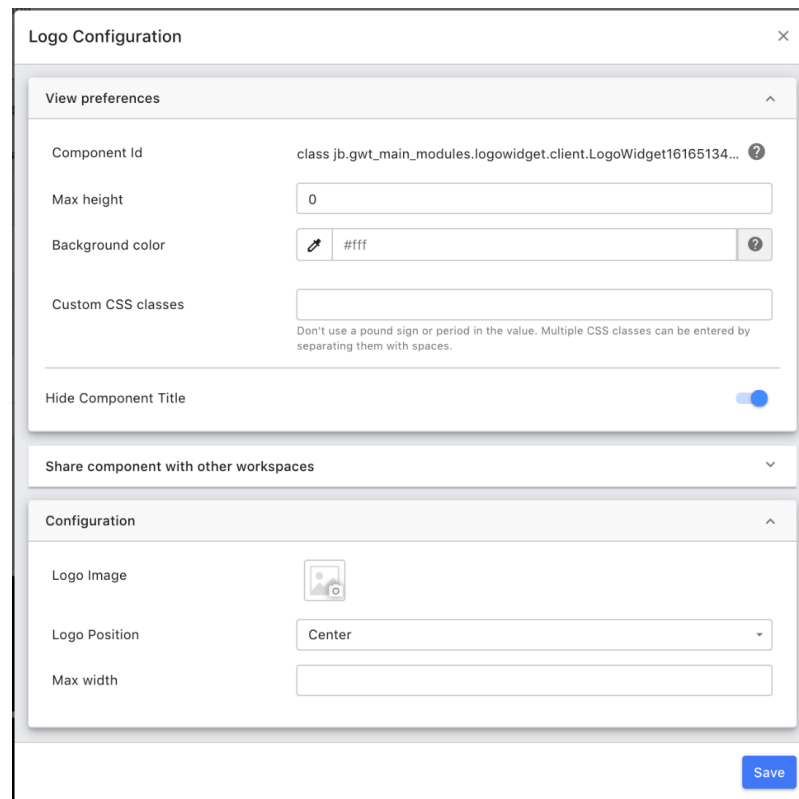 Logo Configuration
View preferences
Component Id
class jb.gwt_main_modules.logowidget.client.LogoWidget16165134...
Max height
0
Background color
#fff
Custom CSS classes
Don't use a pound sign or period in the value. Multiple CSS classes can be entered by
separating them with spaces.
Hide Component Title
Share component with other workspaces
Configuration
Logo Image
Logo Position
Center
Max width
Save